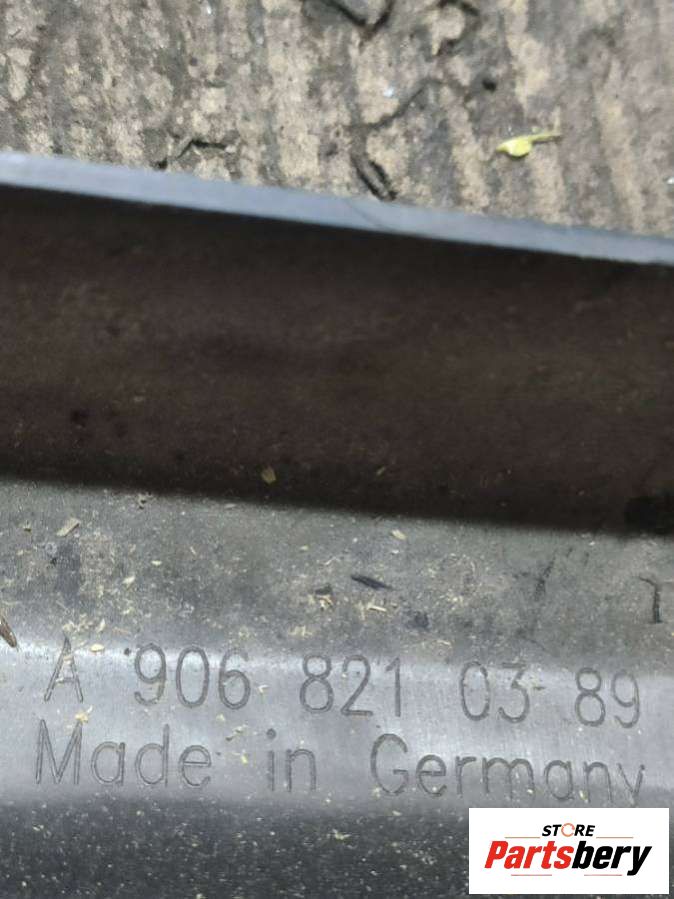 A 906 821 03 89
Made in Germany
STORE
Partsbery